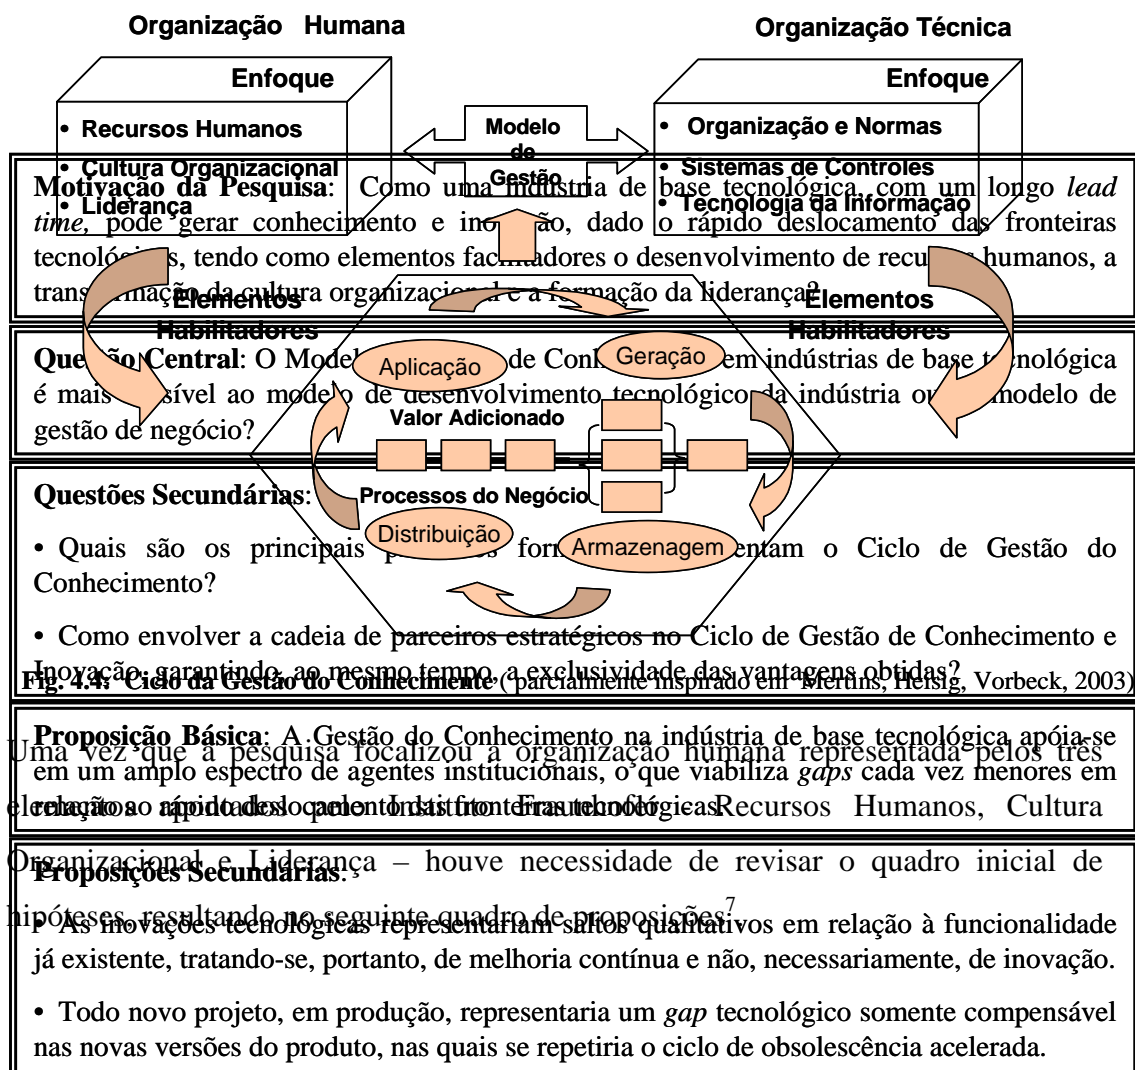 Organização Humana
Organização Técnica
Enfoque
• Recursos Humanos
• Cultura Organizacional
• Liderança
Modelo
de
Gestão
Enfoque
• Organização e Normas
• Sistemas de Controles
• Tecnologia da Informação
Elementos
Habilitadores
Elementos
Habilitadores
Aplicação
Geração
Valor Adicionado
Processos do Negócio
Distribuição
Armazenagem
Motivação da Pesquisa: Como uma indústria de base tecnológica, com um longo lead
time, pode gerar conhecimento e inovação, dado o rápido deslocamento das fronteiras
tecnológicas, tendo como elementos facilitadores o desenvolvimento de recursos humanos, a
transformação da cultura organizacional e a formação da liderança?
Questão Central: O Modelo de Conh em indústrias de base tecnológica
é mais sensível ao modelo de desenvolvimento tecnológico da indústria ou modelo de
gestão de negócio?
Questões Secundárias:
• Quais são os principais form entam o Ciclo de Gestão do
Conhecimento?
• Como envolver a cadeia de parceiros estratégicos no Ciclo de Gestão de Conhecimento e
Inovação, garantindo, ao mesmo tempo, a exclusividade das vantagens obtidas?
Fig. 4.4: Ciclo da Gestão do Conhecimento ( parcialmente inspirado em Mertins, Heisig, Vorbeck, 2003)
Proposição Básica: A Gestão do Conhecimento na indústria de base tecnológica apóia-se
em um amplo espectro de agentes institucionais, o que viabiliza gaps cada vez menores em
relação ao rápido deslocamento das fronteiras tecnológicas.
Uma vez que a pesquisa focalizou a organização humana representada pelos três
elementos apontados pelo Instituto Fraunhofer – Recursos Humanos, Cultura
Organizacional e Liderança – houve necessidade de revisar o quadro inicial de
hipóteses, resultando no seguinte quadro de proposições7.
Proposições Secundárias:
• As inovações tecnológicas representariam saltos qualitativos em relação à funcionalidade
já existente, tratando-se, portanto, de melhoria contínua e não, necessariamente, de inovação.
• Todo novo projeto, em produção, representaria um gap tecnológico somente compensável
nas novas versões do produto, nas quais se repetiria o ciclo de obsolescência acelerada.